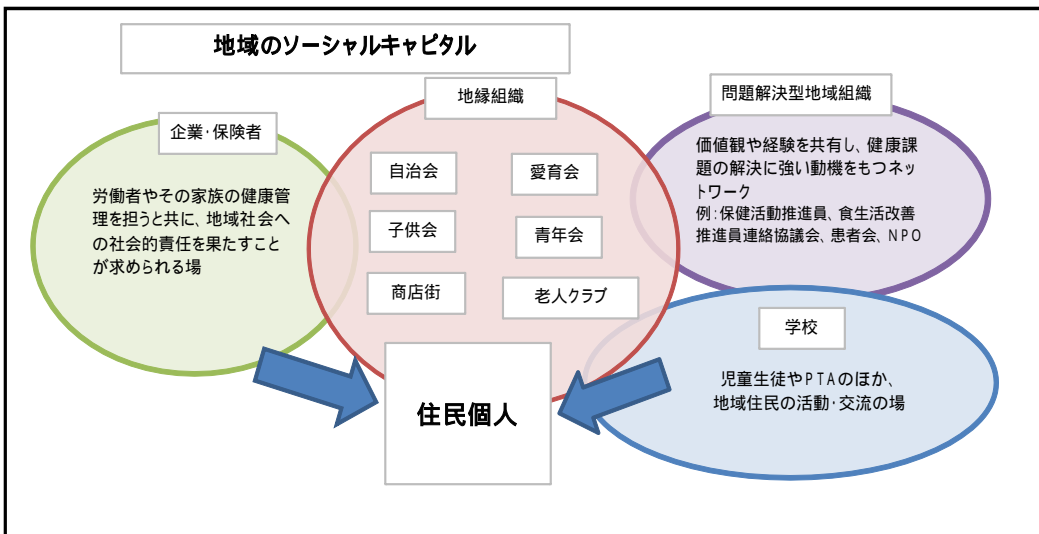 地域のソーシャルキャピタル
企業・保険者
労働者やその家族の健康管
理を担うと共に、地域社会へ
の社会的責任を果たすこと
が求められる場
地縁組織
自治会
愛育会
子供会
青年会
商店街
老人クラブ
問題解決型地域組織
価値観や経験を共有し、健康課
題の解決に強い動機をもつネッ
トワーク
例:保健活動推進員、食生活改善
推進員連絡協議会、患者会、NPO
学校
児童生徒やPTAのほか、
地域住民の活動・交流の場
住民個人